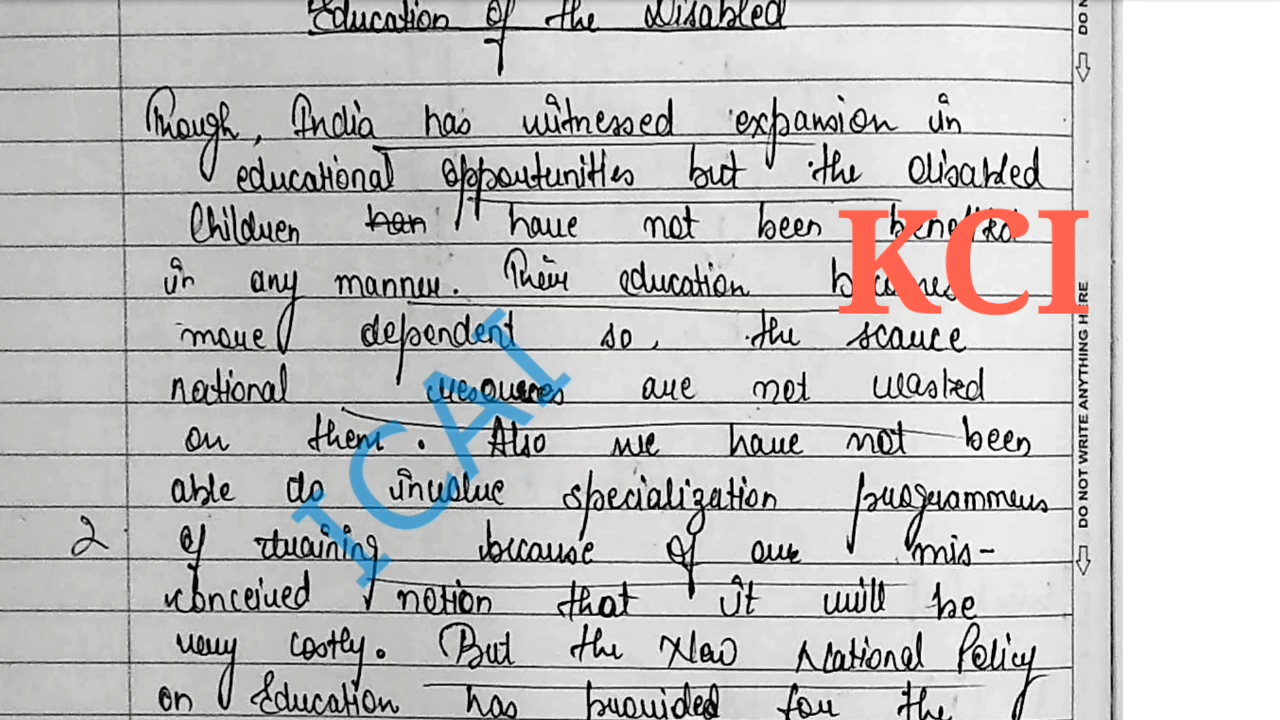 Education of the Disabled
Though, India has witnessed expansion in
educational opportunities but the disabled
Children han have not been benefited
in any manner. Their education becomes
more dependent so, the scarce
national resources are not wasted
on them. Also we have not been
able do involve specialization programmers
2 of training because of our mis-
conceived notion that it will be
very costly. But the New National Policy
on Education has provided for the
KCI
ICAI
DO NOT WRITE ANYTHING HERE
DO N